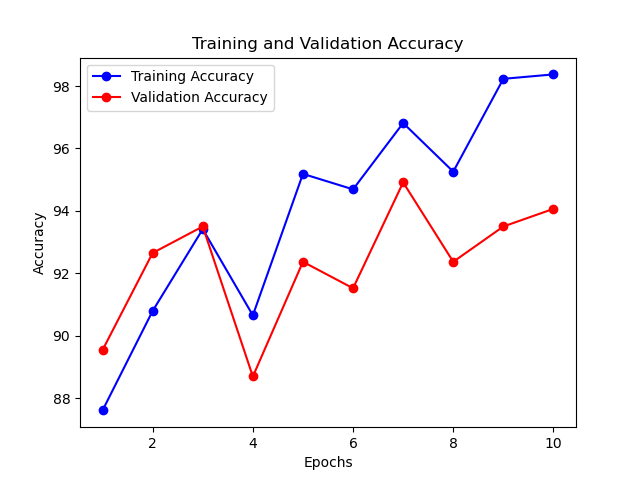 Training and Validation Accuracy
Training Accuracy
Validation Accuracy
98
96
94
92
90
88
Accuracy
2 4 6 8 10
Epochs